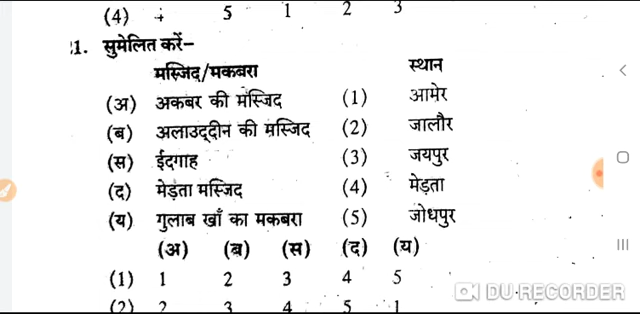 (4) 4 5 1 2 3
21. सुमेलित करें–
मस्जिद/मकबरा स्थान
(अ) अकबर की मस्जिद (1) आमेर
(ब) अलाउद्दीन की मस्जिद (2) जालौर
(स) ईदगाह (3) जयपुर
(द) मेड़ता मस्जिद (4) मेड़ता
(य) गुलाब खाँ का मकबरा (5) जोधपुर
(अ) (ब) (स) (द) (य)
(1) 1 2 3 4 5
(2) 2 3 4 5 1
DU RECORDER